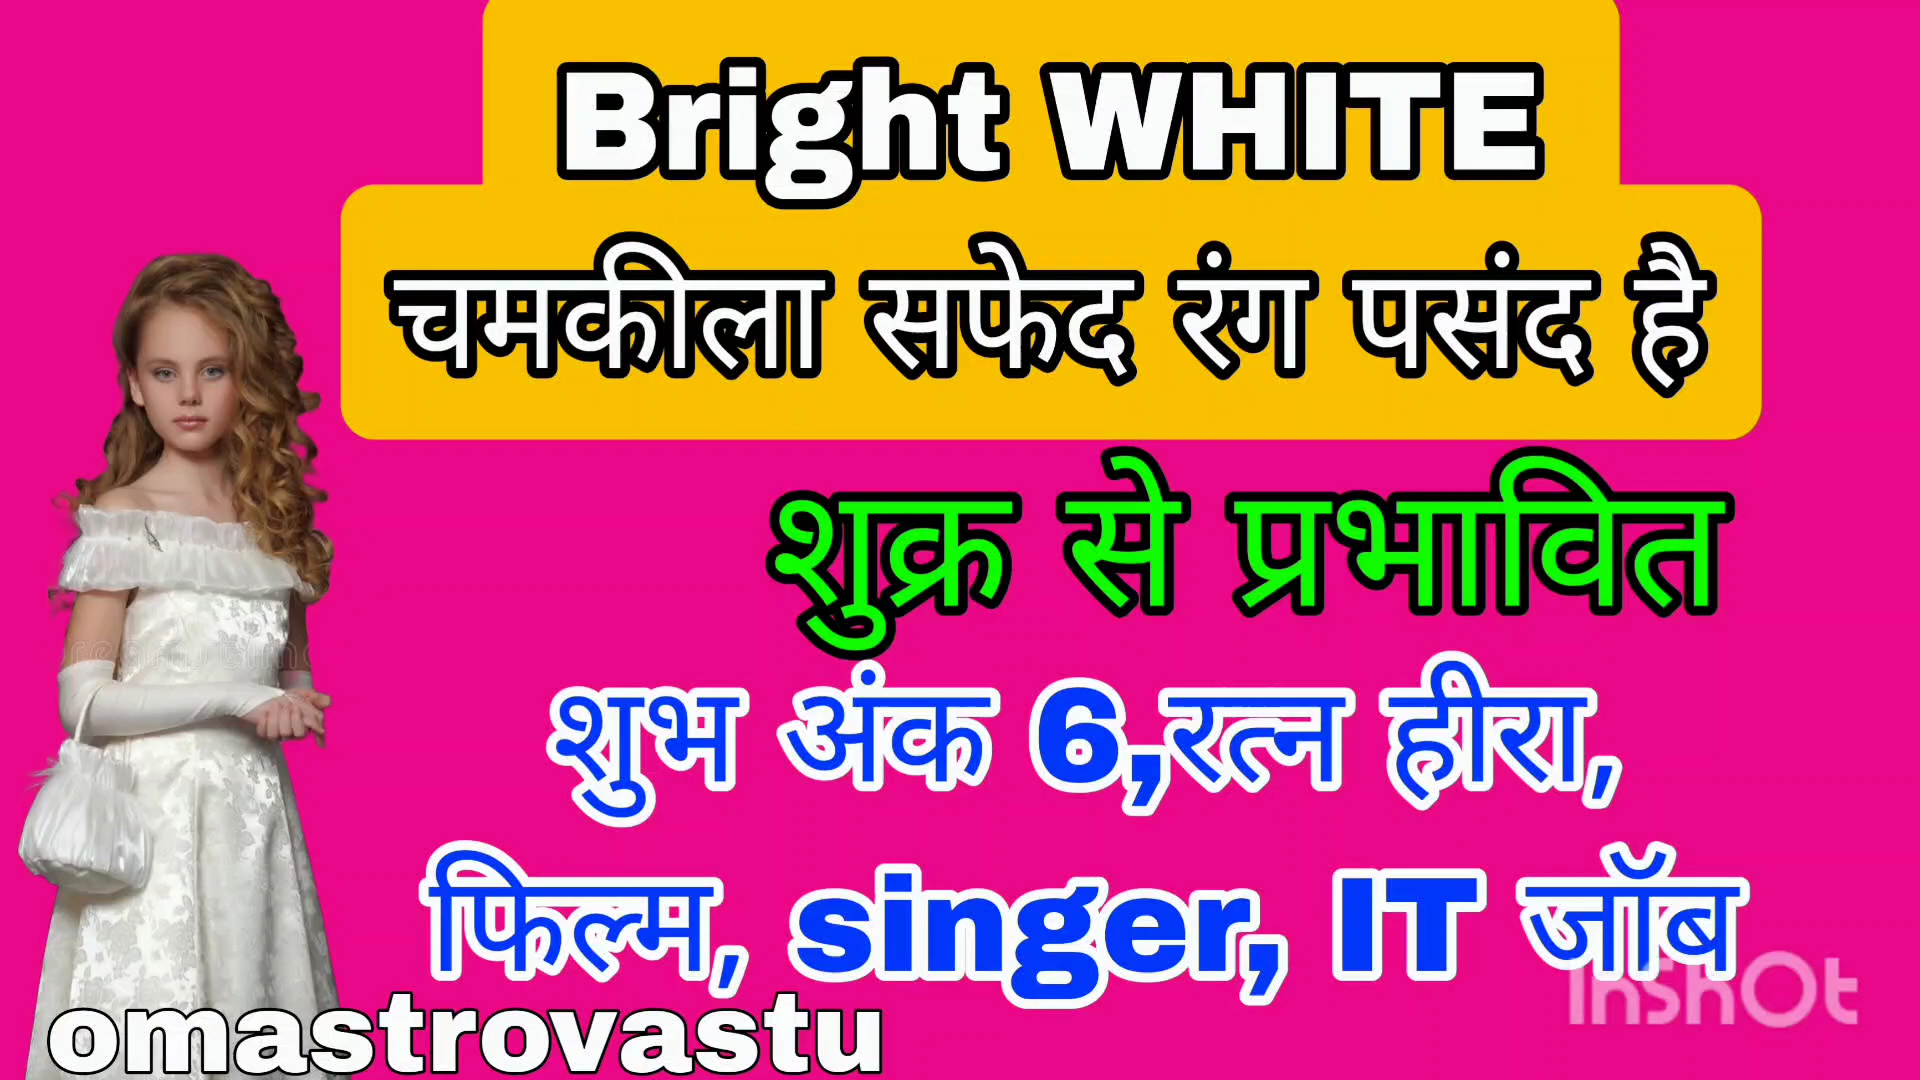 Bright WHITE
चमकीला सफेद रंग पसंद है
शुक्र से प्रभावित
शुभ अंक 6,रत्न हीरा,
फिल्म, singer, IT जॉब
omastrovastu
InShOt